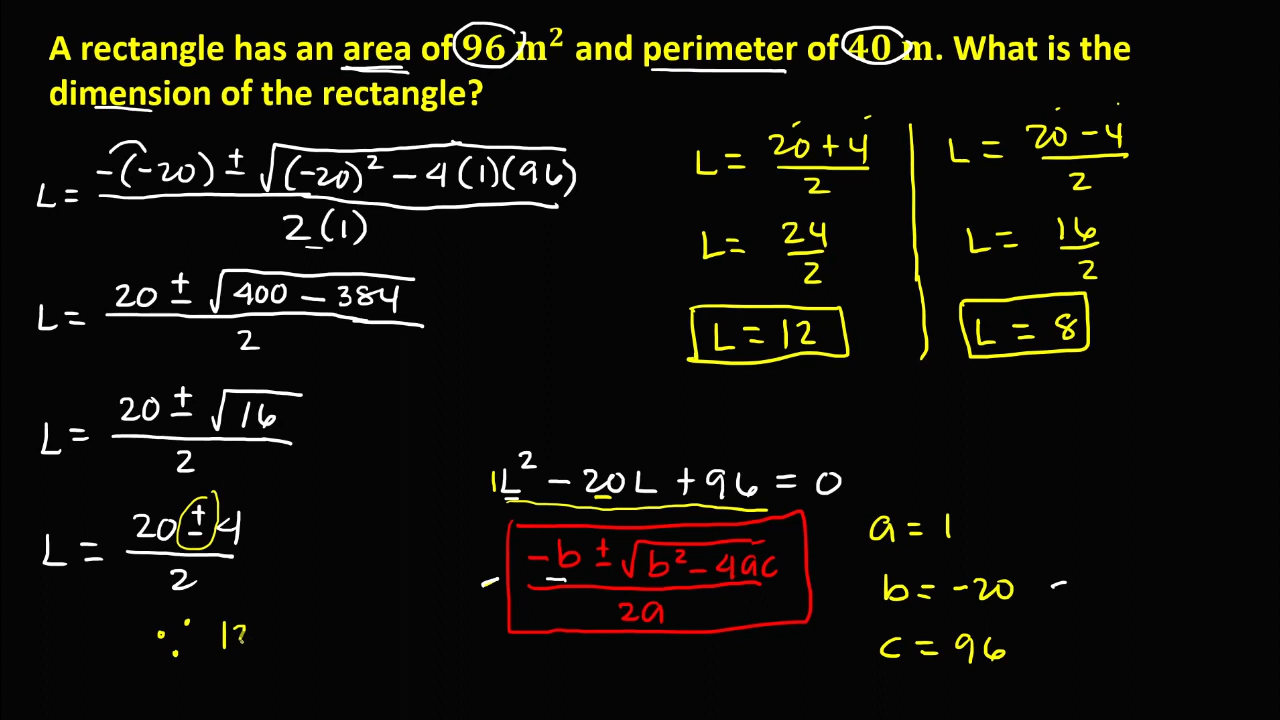 A rectangle has an area of 96 m² and perimeter of 40 m. What is the
dimension of the rectangle?
L = -(-20) ± √(-20)² - 4(1)(96) / 2(1)
L = 20 ± √400 - 384 / 2
L = 20 ± √16 / 2
L = 20 ± 4 / 2
∵ 12
L = 20 + 4 / 2
L = 24 / 2
L = 12
L = 20 - 4 / 2
L = 16 / 2
L = 8
1L² - 20L + 96 = 0
-b ± √b² - 4ac / 2a
a = 1
b = -20
c = 96